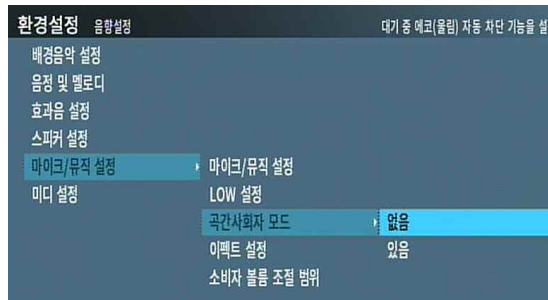 환경설정 음향설정 대기 중 에코(울림) 자동 차단 기능을 설
배경음악 설정
음정 및 멜로디
효과음 설정
스피커 설정
마이크/뮤직 설정 마이크/뮤직 설정
미디 설정 LOW 설정
곡간사회자 모드 없음
이펙트 설정 있음
소비자 볼륨 조절 범위